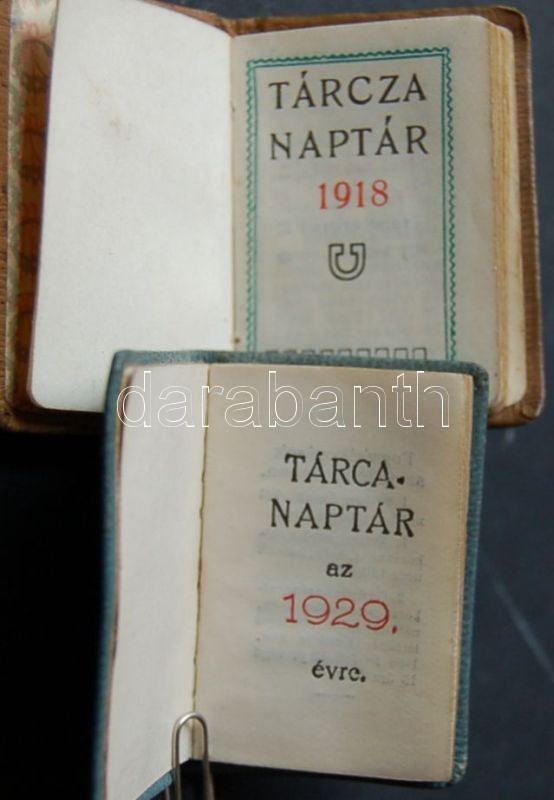 TÁRCZA
NAPTÁR
1918
darabanth
TÁRCA-
NAPTÁR
az
1929.
évre.